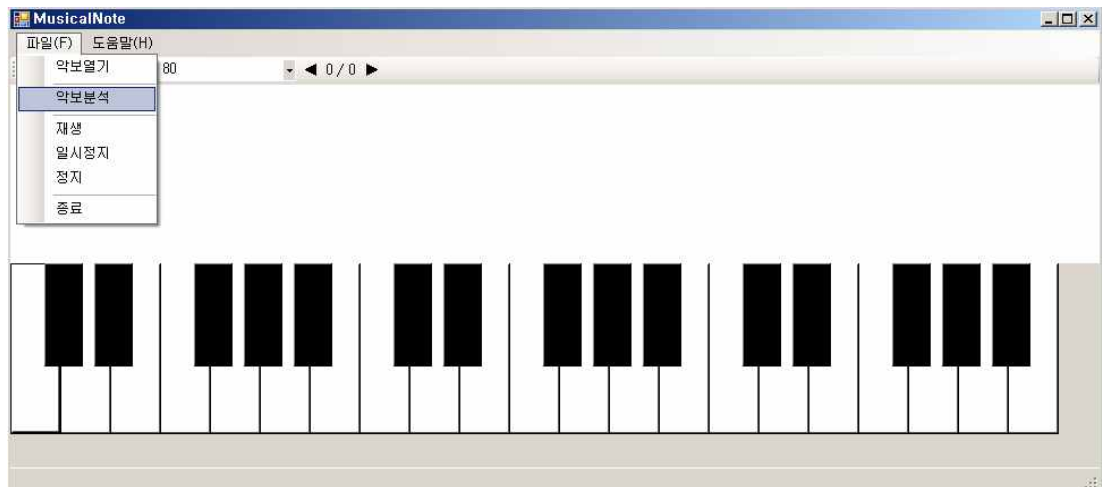 MusicalNote
파일(F) 도움말(H)
80 ◀ 0/0 ▶
악보열기
악보분석
재생
일시정지
정지
종료